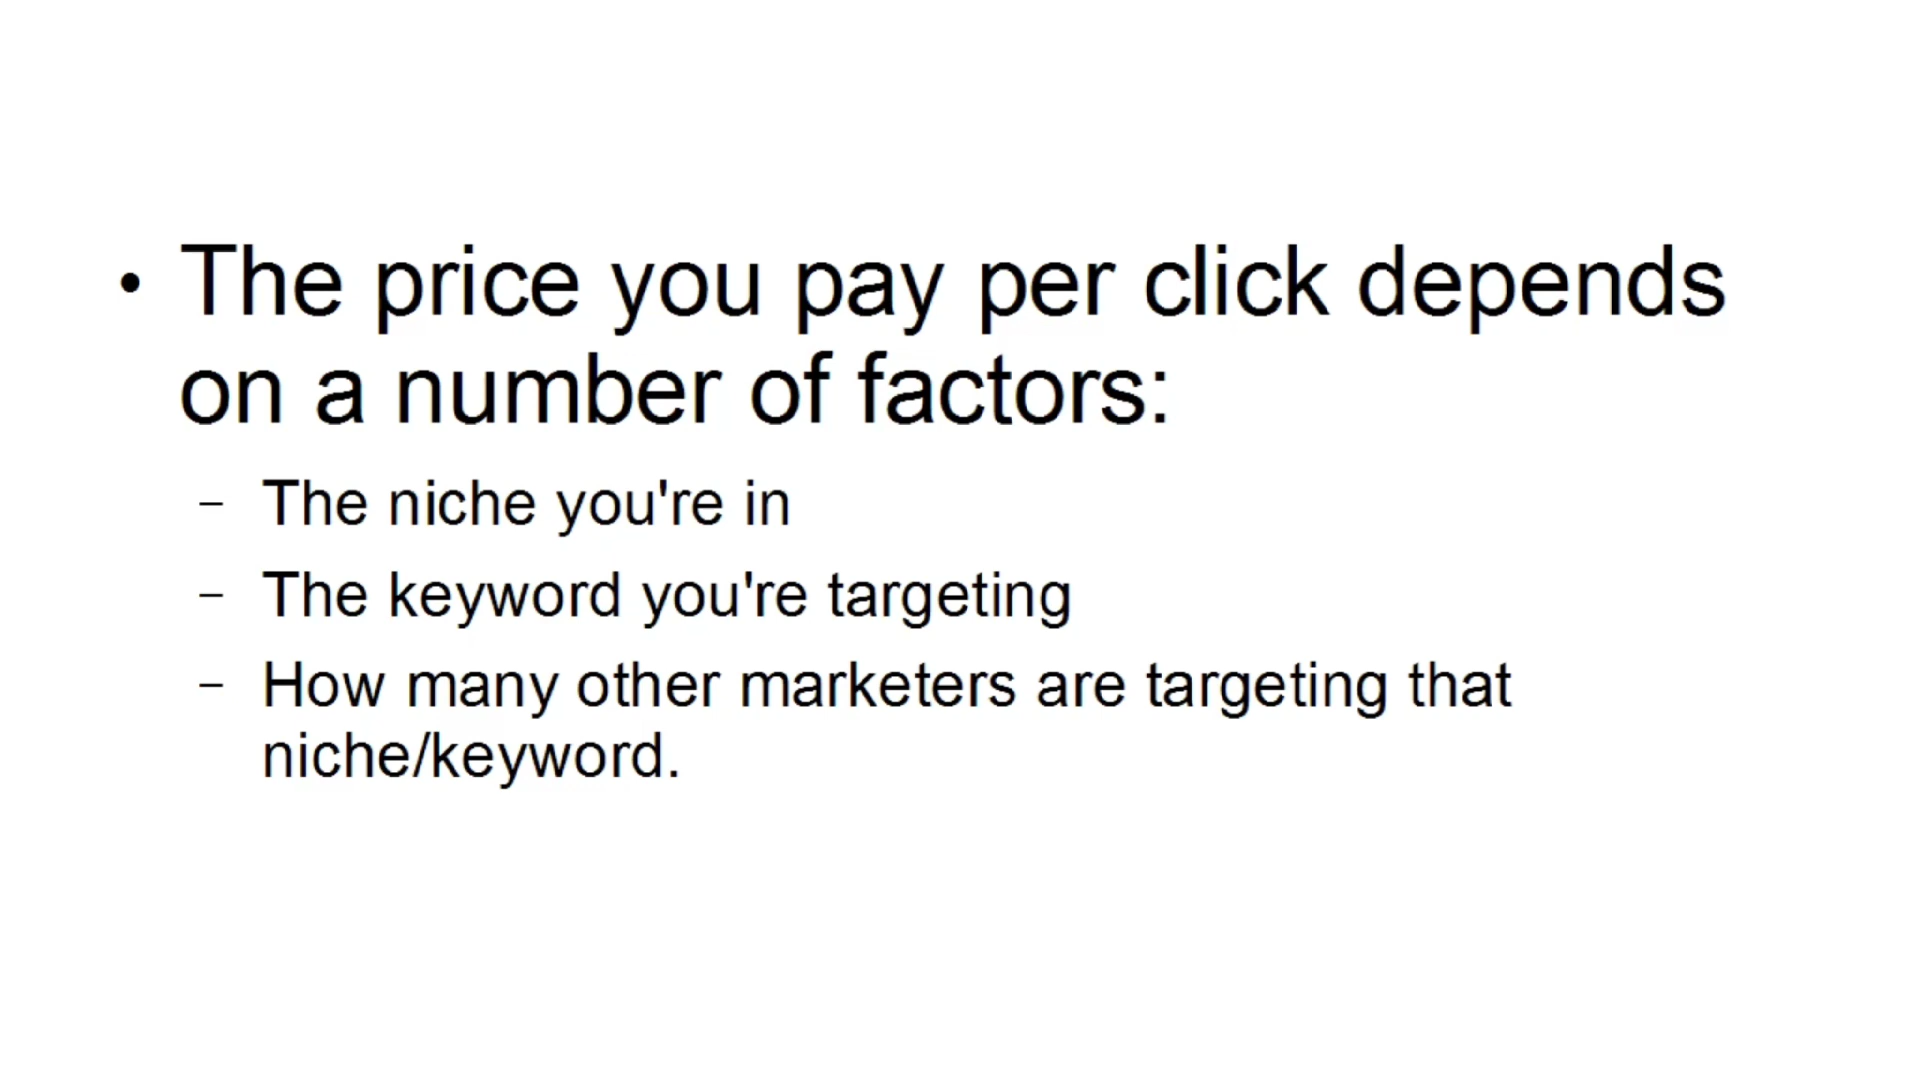 • The price you pay per click depends
on a number of factors:
– The niche you're in
– The keyword you're targeting
– How many other marketers are targeting that
niche/keyword.